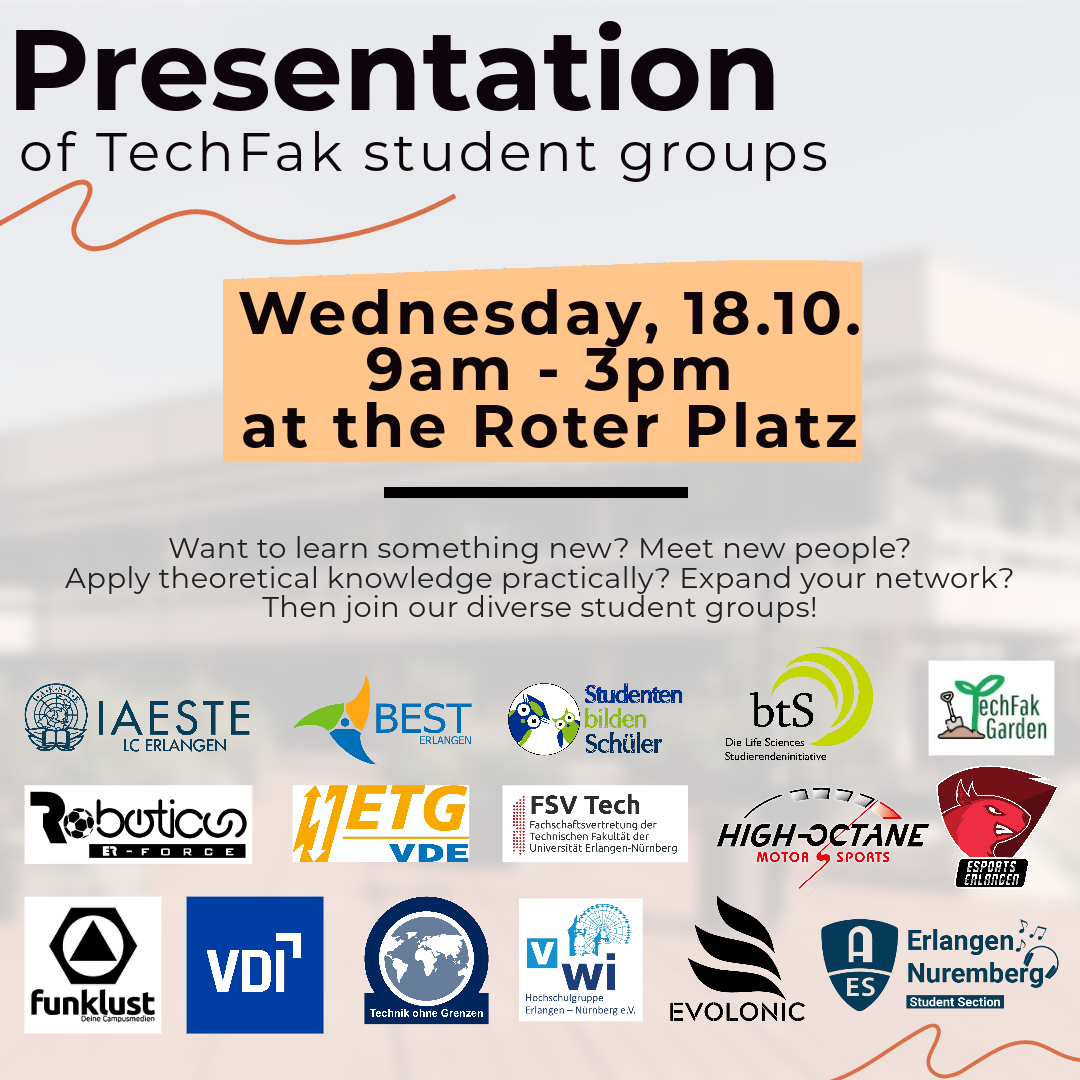 Presentation
of TechFak student groups
Wednesday, 18.10.
9am - 3pm
at the Roter Platz
Want to learn something new? Meet new people?
Apply theoretical knowledge practically? Expand your network?
Then join our diverse student groups!
I.A.E.S.T.E
IAESTE
LC ERLANGEN
BEST
ERLANGEN
Studenten
bilden
Schüler
btS
Die Life Sciences
Studierendeninitiative
TechFak
Garden
Robotics
ER-FORCE
ETG
VDE
FSV Tech
Fachschaftsvertretung der
Technischen Fakultät der
Universität Erlangen-Nürnberg
HIGH-OCTANE
MOTOR SPORTS
ESPORTS
ERLANGEN
funklust
Deine Campusmedien
VDI
Technik ohne Grenzen
VWI
Hochschulgruppe
Erlangen – Nürnberg e.V.
EVOLONIC
AES
Erlangen
Nuremberg
Student Section